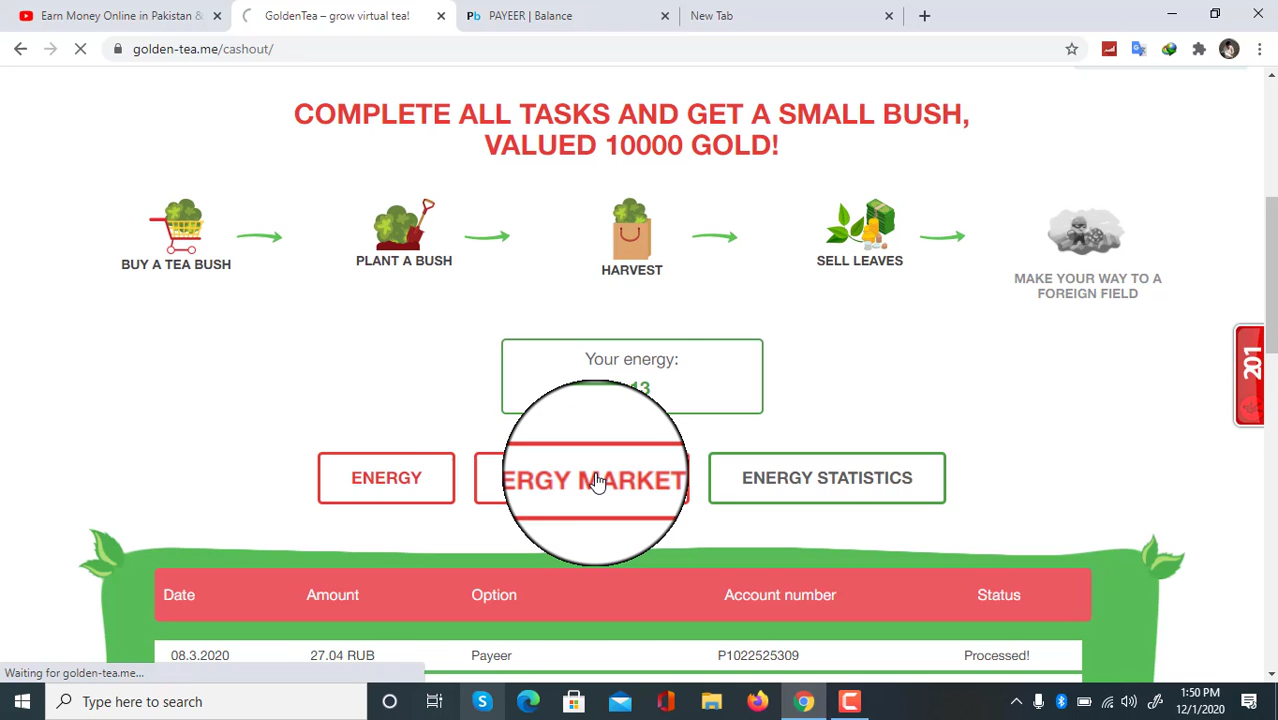 Earn Money Online in Pakistan &
GoldenTea – grow virtual tea!
PAYEER | Balance
New Tab
golden-tea.me/cashout/
COMPLETE ALL TASKS AND GET A SMALL BUSH,
VALUED 10000 GOLD!
BUY A TEA BUSH
PLANT A BUSH
HARVEST
SELL LEAVES
MAKE YOUR WAY TO A
FOREIGN FIELD
Your energy:
13
201
ENERGY
ERGY MARKET
ENERGY STATISTICS
Date Amount Option Account number Status
08.3.2020 27.04 RUB Payeer P1022525309 Processed!
Waiting for golden-tea.me...
Type here to search
1:50 PM
12/1/2020